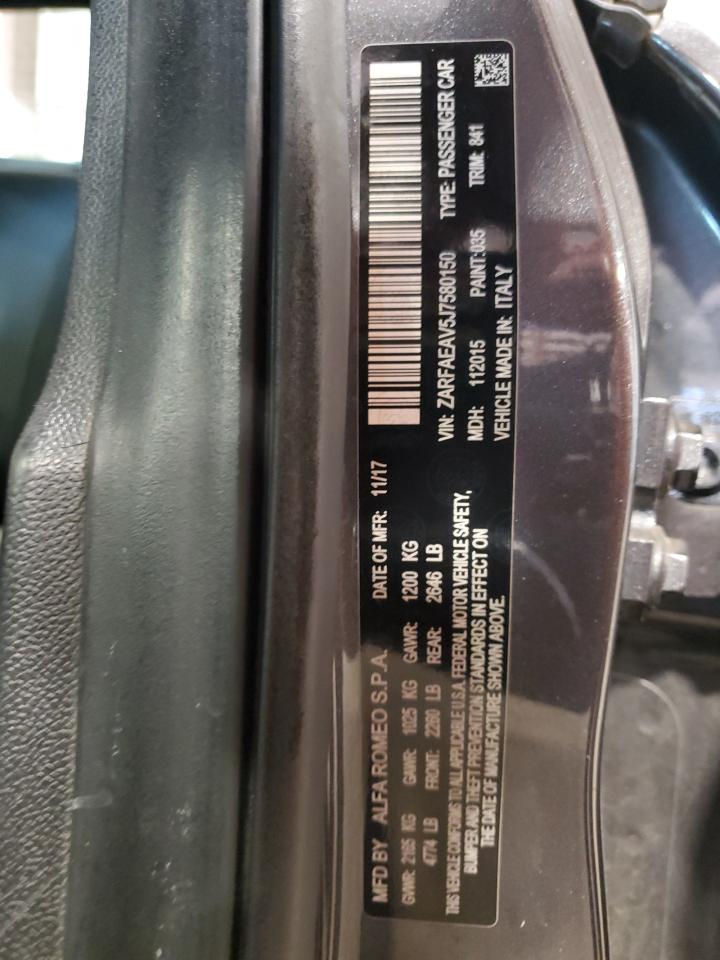 MFD BY ALFA ROMEO S.P.A. DATE OF MFR: 11/17
GVWR: 2165 KG GAWR: 1025 KG GAWR: 1200 KG
4774 LB FRONT: 2260 LB REAR: 2646 LB
THIS VEHICLE CONFORMS TO ALL APPLICABLE U.S.A. FEDERAL MOTOR VEHICLE SAFETY,
BUMPER, AND THEFT PREVENTION STANDARDS IN EFFECT ON
THE DATE OF MANUFACTURE SHOWN ABOVE.
VIN: ZARFAEAV5J7580150 TYPE: PASSENGER CAR
MDH: 112015 PAINT:035 TRIM: 841
VEHICLE MADE IN: ITALY